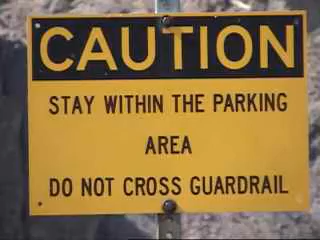 CAUTION
STAY WITHIN THE PARKING
AREA
DO NOT CROSS GUARDRAIL